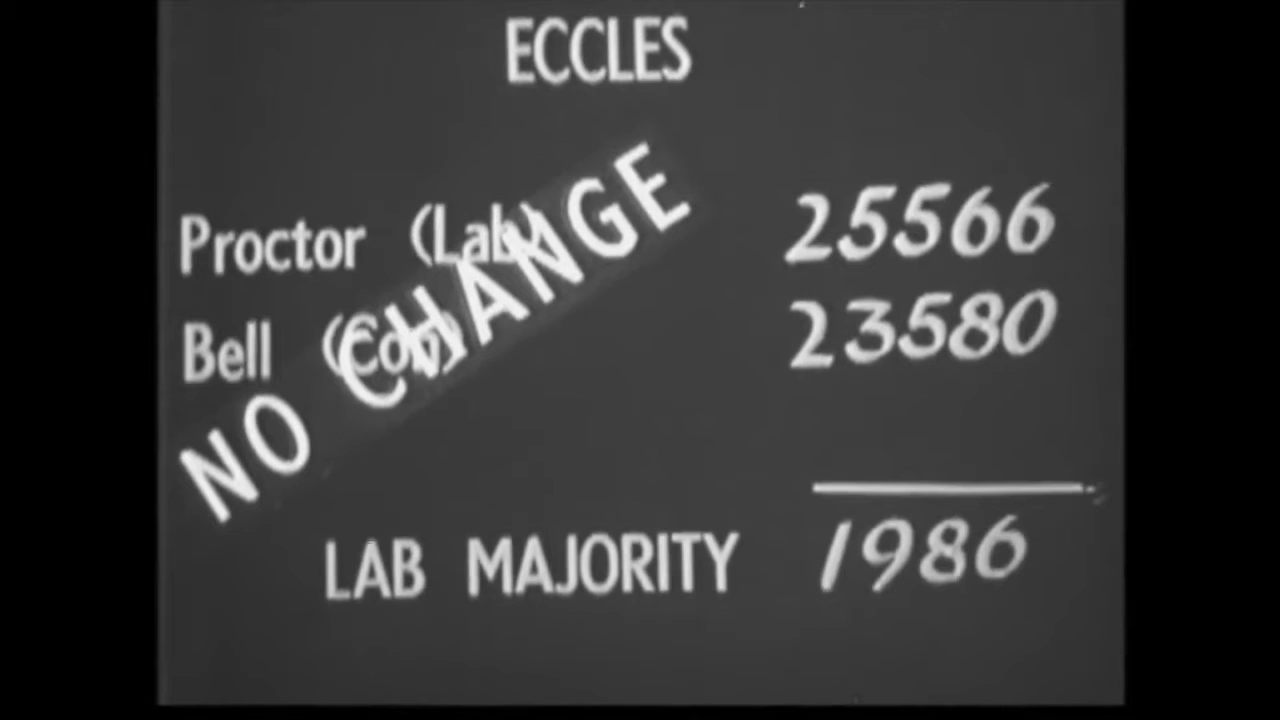 ECCLES
Proctor (Lab) 25566
Bell (Con) 23580
NO CHANGE
LAB MAJORITY 1986